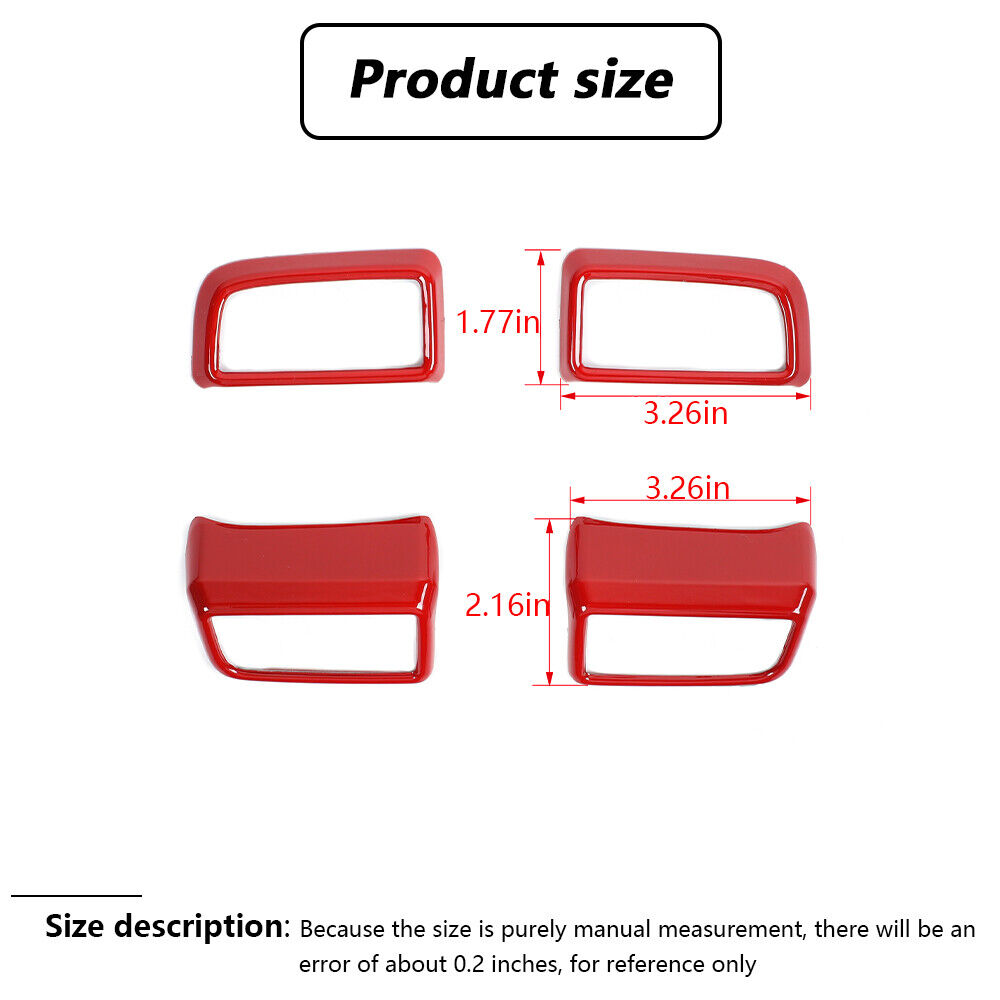 Product size
1.77in
3.26in
3.26in
2.16in
Size description: Because the size is purely manual measurement, there will be an
error of about 0.2 inches, for reference only